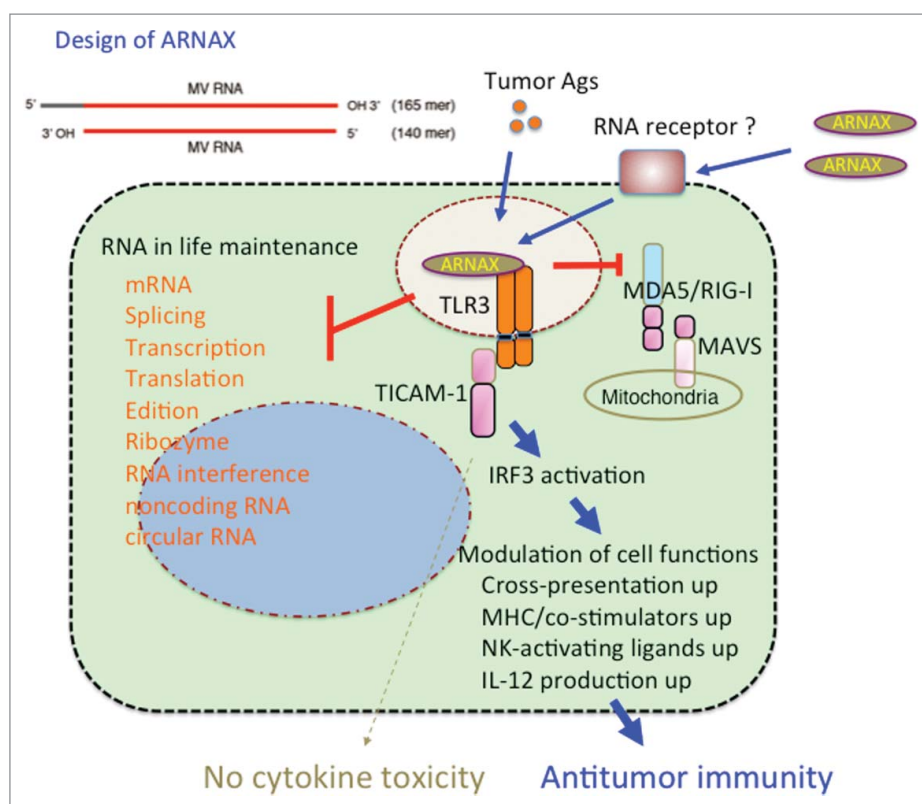 Design of ARNAX
MV RNA
5' OH 3' (165 mer)
3' OH 5' (140 mer)
MV RNA
Tumor Ags
RNA receptor ?
ARNAX
ARNAX
RNA in life maintenance
mRNA
Splicing
Transcription
Translation
Edition
Ribozyme
RNA interference
noncoding RNA
circular RNA
ARNAX
TLR3
TICAM-1
MDA5/RIG-I
MAVS
Mitochondria
IRF3 activation
Modulation of cell functions
Cross-presentation up
MHC/co-stimulators up
NK-activating ligands up
IL-12 production up
No cytokine toxicity
Antitumor immunity